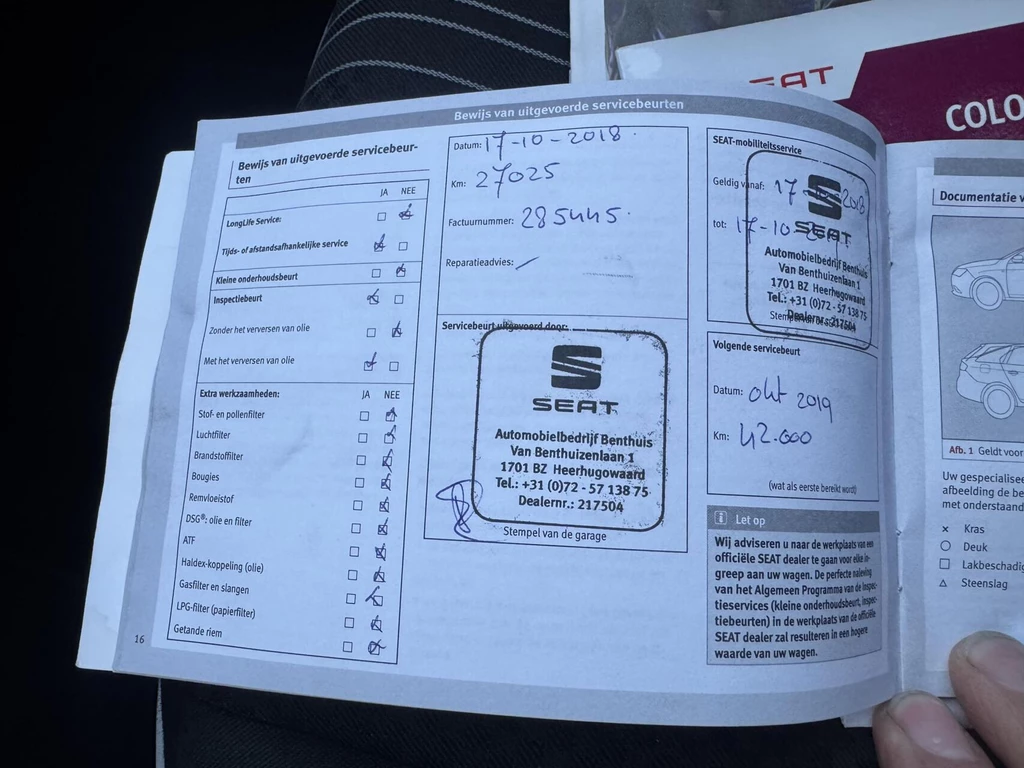 SEAT
COLO
Bewijs van uitgevoerde servicebeurten
Bewijs van uitgevoerde servicebeur-
ten
JA NEE
LongLife Service:
Tijds- of afstandsafhankelijke service
Kleine onderhoudsbeurt
Inspectiebeurt
Zonder het verversen van olie
Met het verversen van olie
Extra werkzaamheden: JA NEE
Stof- en pollenfilter
Luchtfilter
Brandstoffilter
Bougies
Remvloeistof
DSG®: olie en filter
ATF
Haldex-koppeling (olie)
Gasfilter en slangen
LPG-filter (papierfilter)
Getande riem
16
Datum: 17-10-2018.
Km: 27025
Factuurnummer: 285445.
Reparatieadvies:
Servicebeurt uitgevoerd door:
SEAT
Automobielbedrijf Benthuis
Van Benthuizenlaan 1
1701 BZ Heerhugowaard
Tel.: +31 (0)72 - 57 138 75
Dealernr.: 217504
Stempel van de garage
SEAT-mobiliteitsservice
Geldig vanaf: 17-10-2018
tot: 17-10-
SEAT
Automobielbedrijf Benthuis
Van Benthuizenlaan 1
1701 BZ Heerhugowaard
Tel.: +31 (0)72 - 57 138 75
Dealernr.: 217504
Volgende servicebeurt
Datum: okt 2019
Km: 42.000
(wat als eerste bereikt wordt)
i Let op
Wij adviseren u naar de werkplaats van een
officiële SEAT dealer te gaan voor elke in-
greep aan uw wagen. De perfecte naleving
van het Algemeen Programma van de Inspec-
tieservices (kleine onderhoudsbeurt, inspec-
tiebeurten) in de werkplaats van de officiële
SEAT dealer zal resulteren in een hogere
waarde van uw wagen.
Documentatie v
Afb. 1 Geldt voor
Uw gespecialisee
afbeelding de be
met onderstaand
× Kras
○ Deuk
□ Lakbeschadig
△ Steenslag